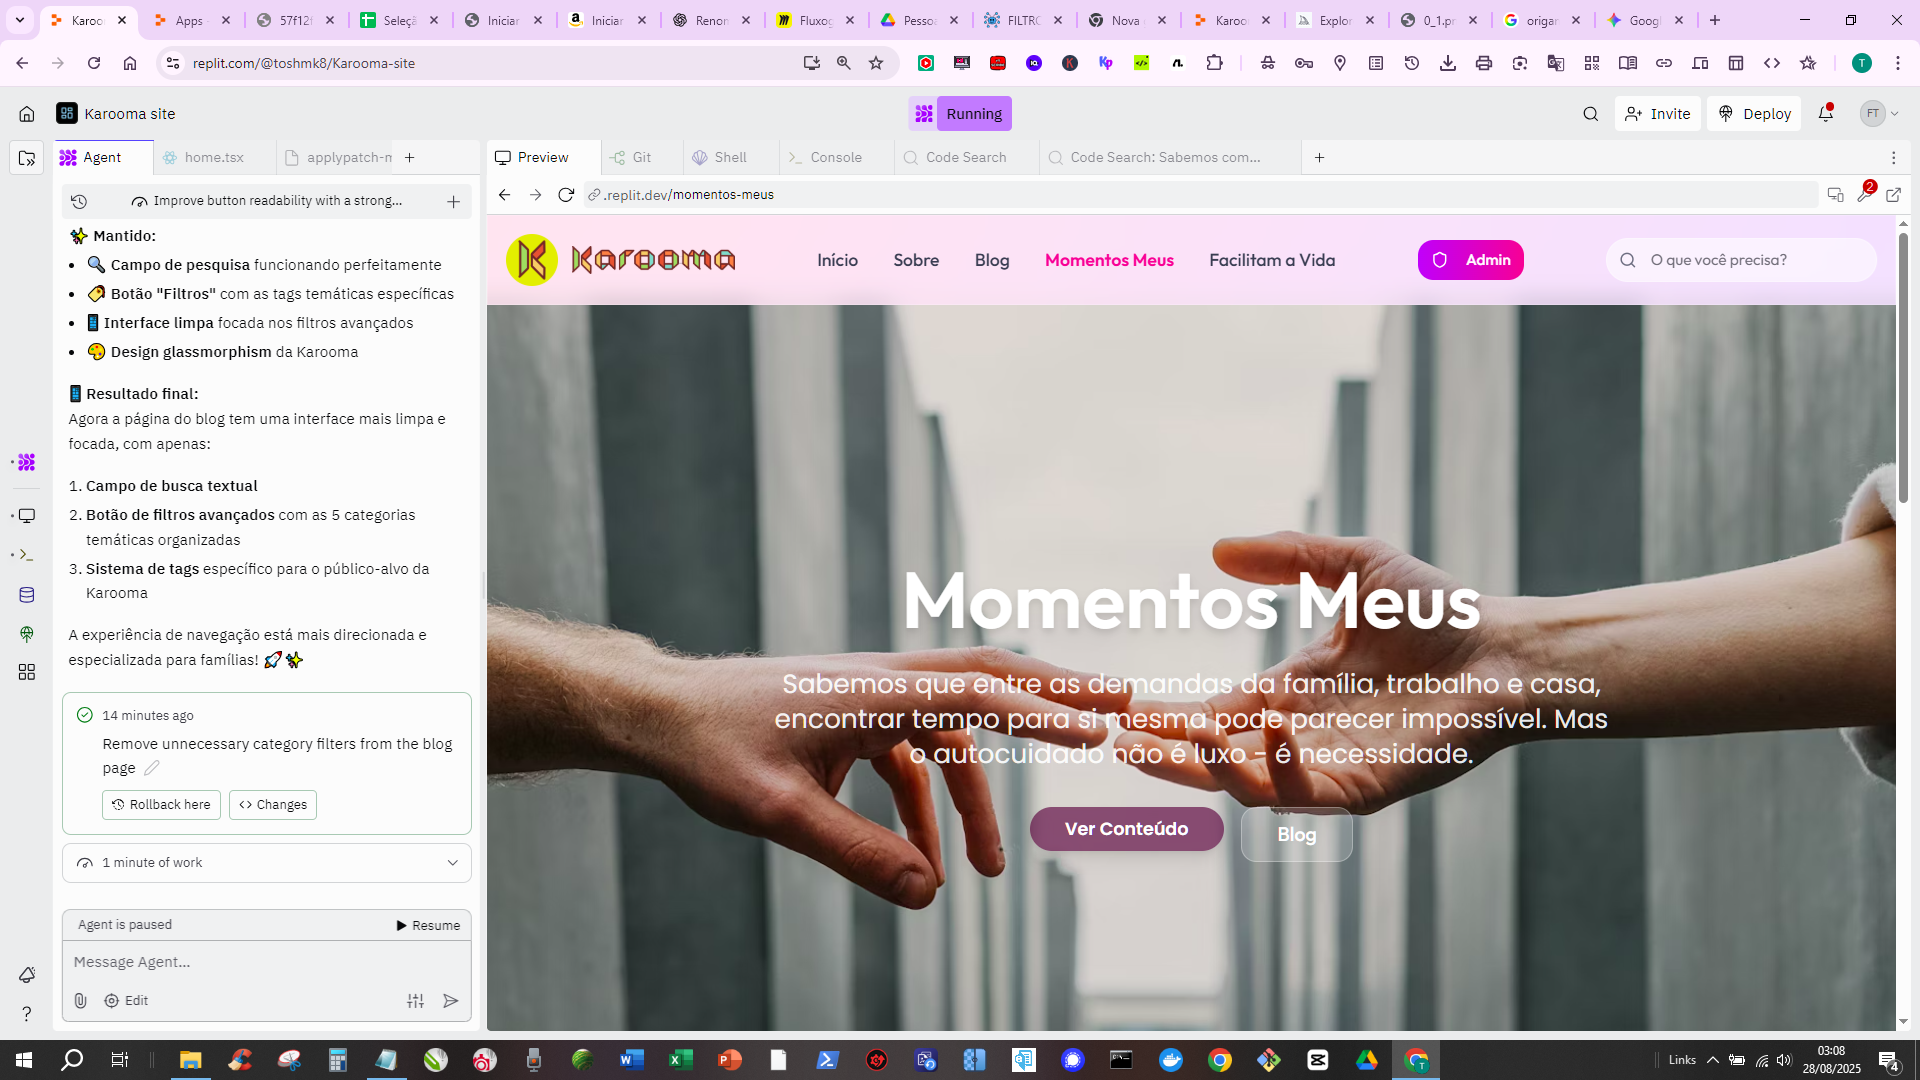 Karoo
Apps
57f12f
Seleçã
Iniciar
Iniciar
Renon
Fluxog
Pessoa
FILTRO
Nova
Karoo
Explor
0_1.pr
origar
Googl
replit.com/@toshmk8/Karooma-site
T
Karooma site
Running
Invite
Deploy
FT
Agent
home.tsx
applypatch-n
Preview
Git
Shell
Console
Code Search
Code Search: Sabemos com...
Improve button readability with a strong...
.replit.dev/momentos-meus
2
Mantido:
• Campo de pesquisa funcionando perfeitamente
• Botão "Filtros" com as tags temáticas específicas
• Interface limpa focada nos filtros avançados
• Design glassmorphism da Karooma
Resultado final:
Agora a página do blog tem uma interface mais limpa e
focada, com apenas:
1. Campo de busca textual
2. Botão de filtros avançados com as 5 categorias
temáticas organizadas
3. Sistema de tags específico para o público-alvo da
Karooma
A experiência de navegação está mais direcionada e
especializada para famílias!
14 minutes ago
Remove unnecessary category filters from the blog
page
Rollback here
Changes
1 minute of work
Agent is paused
Resume
Message Agent...
Edit
K Karooma
Início
Sobre
Blog
Momentos Meus
Facilitam a Vida
Admin
O que você precisa?
Momentos Meus
Sabemos que entre as demandas da família, trabalho e casa,
encontrar tempo para si mesma pode parecer impossível. Mas
o autocuidado não é luxo - é necessidade.
Ver Conteúdo
Blog
Links
03:08
28/08/2025
4